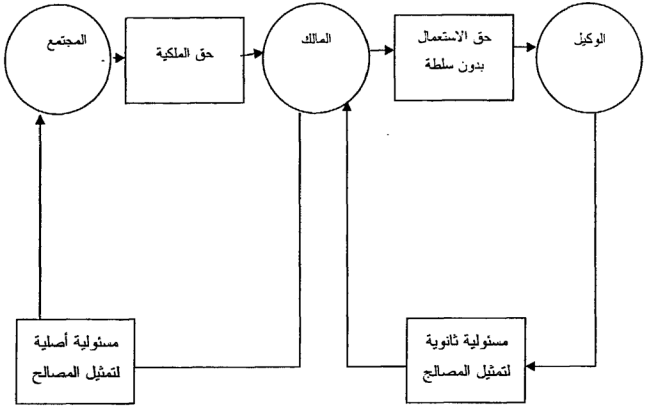 المجتمع
حق الملكية
المالك
حق الاستعمال
بدون سلطة
الوكيل
مسئولية أصلية
لتمثيل المصالح
مسئولية ثانوية
لتمثيل المصالح